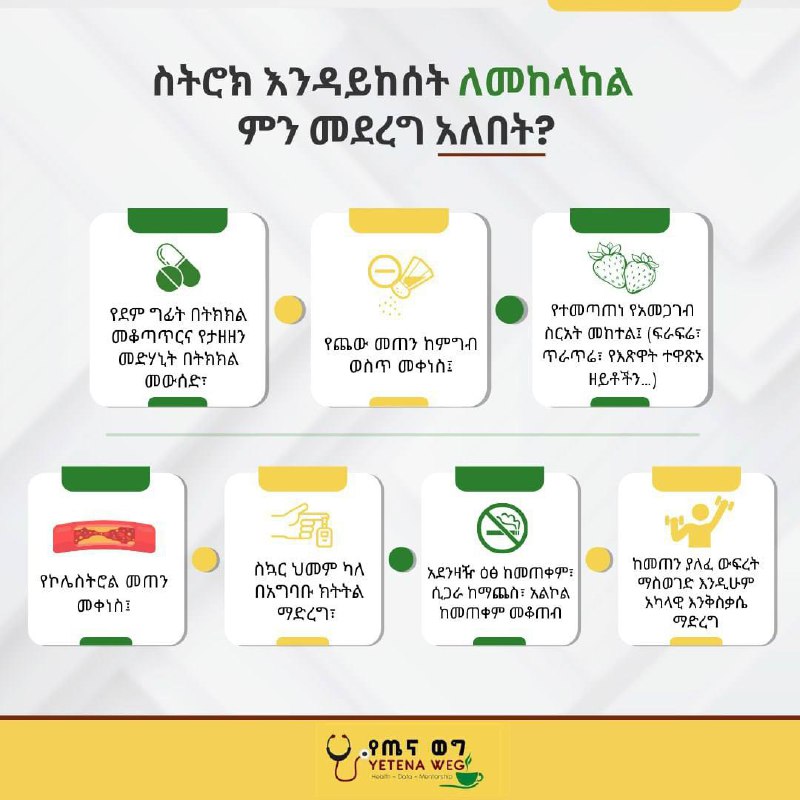 ስትሮክ እንዳይከሰት ለመከላከል
ምን መደረግ አለበት?
የደም ግፊት በትክክል
መቆጣጥርና የታዘዘን
መድሃኒት በትክክል
መውሰድ፣
የጨው መጠን ከምግብ
ወስጥ መቀነስ፤
የተመጣጠነ የአመጋገብ
ስርአት መከተል፤ (ፍራፍሬ፣
ጥራጥሬ፣ የእጽዋት ተዋጽኦ
ዘይቶችን...)
የኮሌስትሮል መጠን
መቀነስ፤
ስኳር ህመም ካለ
በአግባቡ ክትትል
ማድረግ፣
አደንዛዥ ዕፅ ከመጠቀም፣
ሲጋራ ከማጨስ፣ አልኮል
ከመጠቀም መቆጠብ
ከመጠን ያለፈ ውፍረት
ማስወገድ እንዲሁም
አካላዊ እንቅስቃሴ
ማድረግ
የጤና ወግ
YETENA WEG
Health – Data – Mentorship